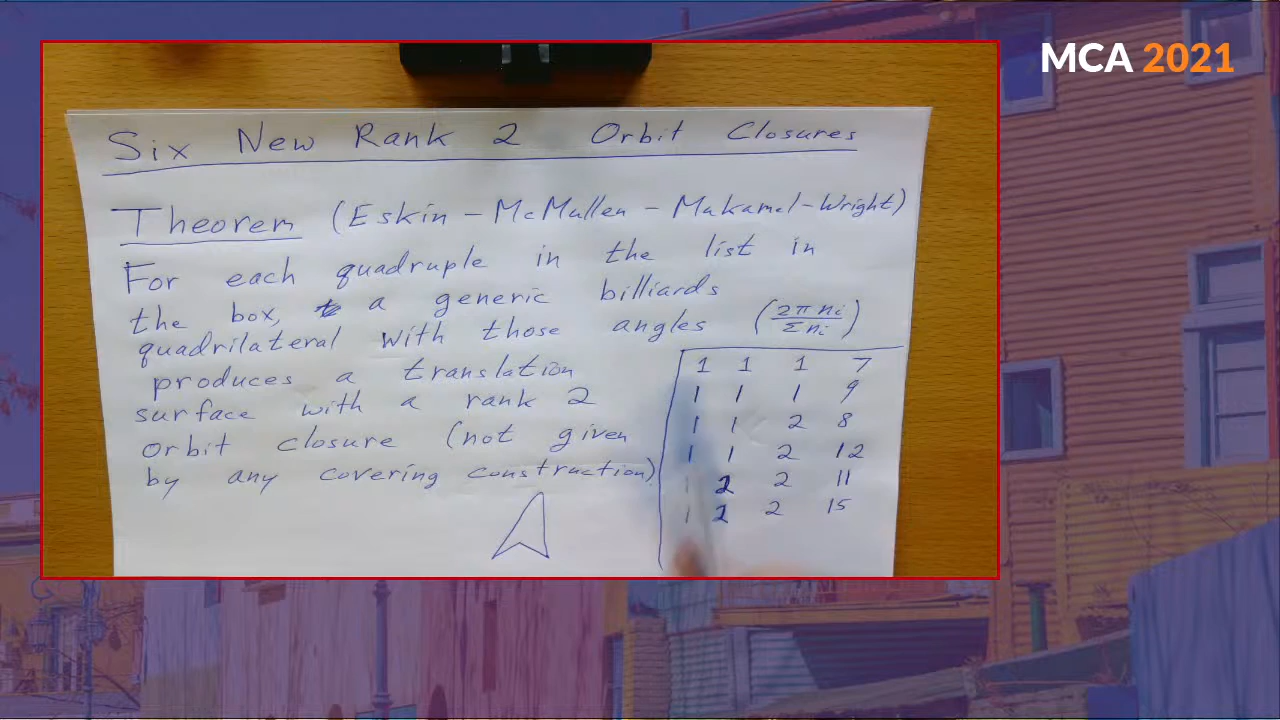 MCA 2021
Six New Rank 2 Orbit Closures
Theorem (Eskin - McMullen - Mukamel - Wright)
For each quadruple in the list in
the box, a generic billiards
quadrilateral with those angles (2π nᵢ / Σ nᵢ)
produces a translation
surface with a rank 2
orbit closure (not given
by any covering construction)
1 1 1 7
1 1 1 9
1 1 2 8
1 1 2 12
1 2 2 11
1 2 2 15